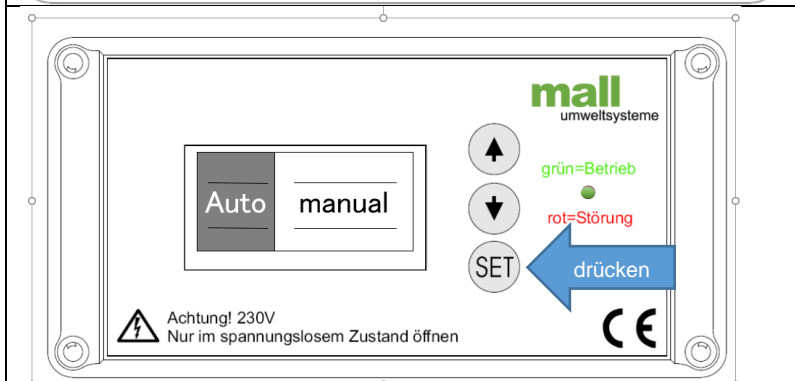 mall
umweltsysteme
grün=Betrieb
Auto manual
rot=Störung
SET
drücken
Achtung! 230V
Nur im spannungslosem Zustand öffnen
CE